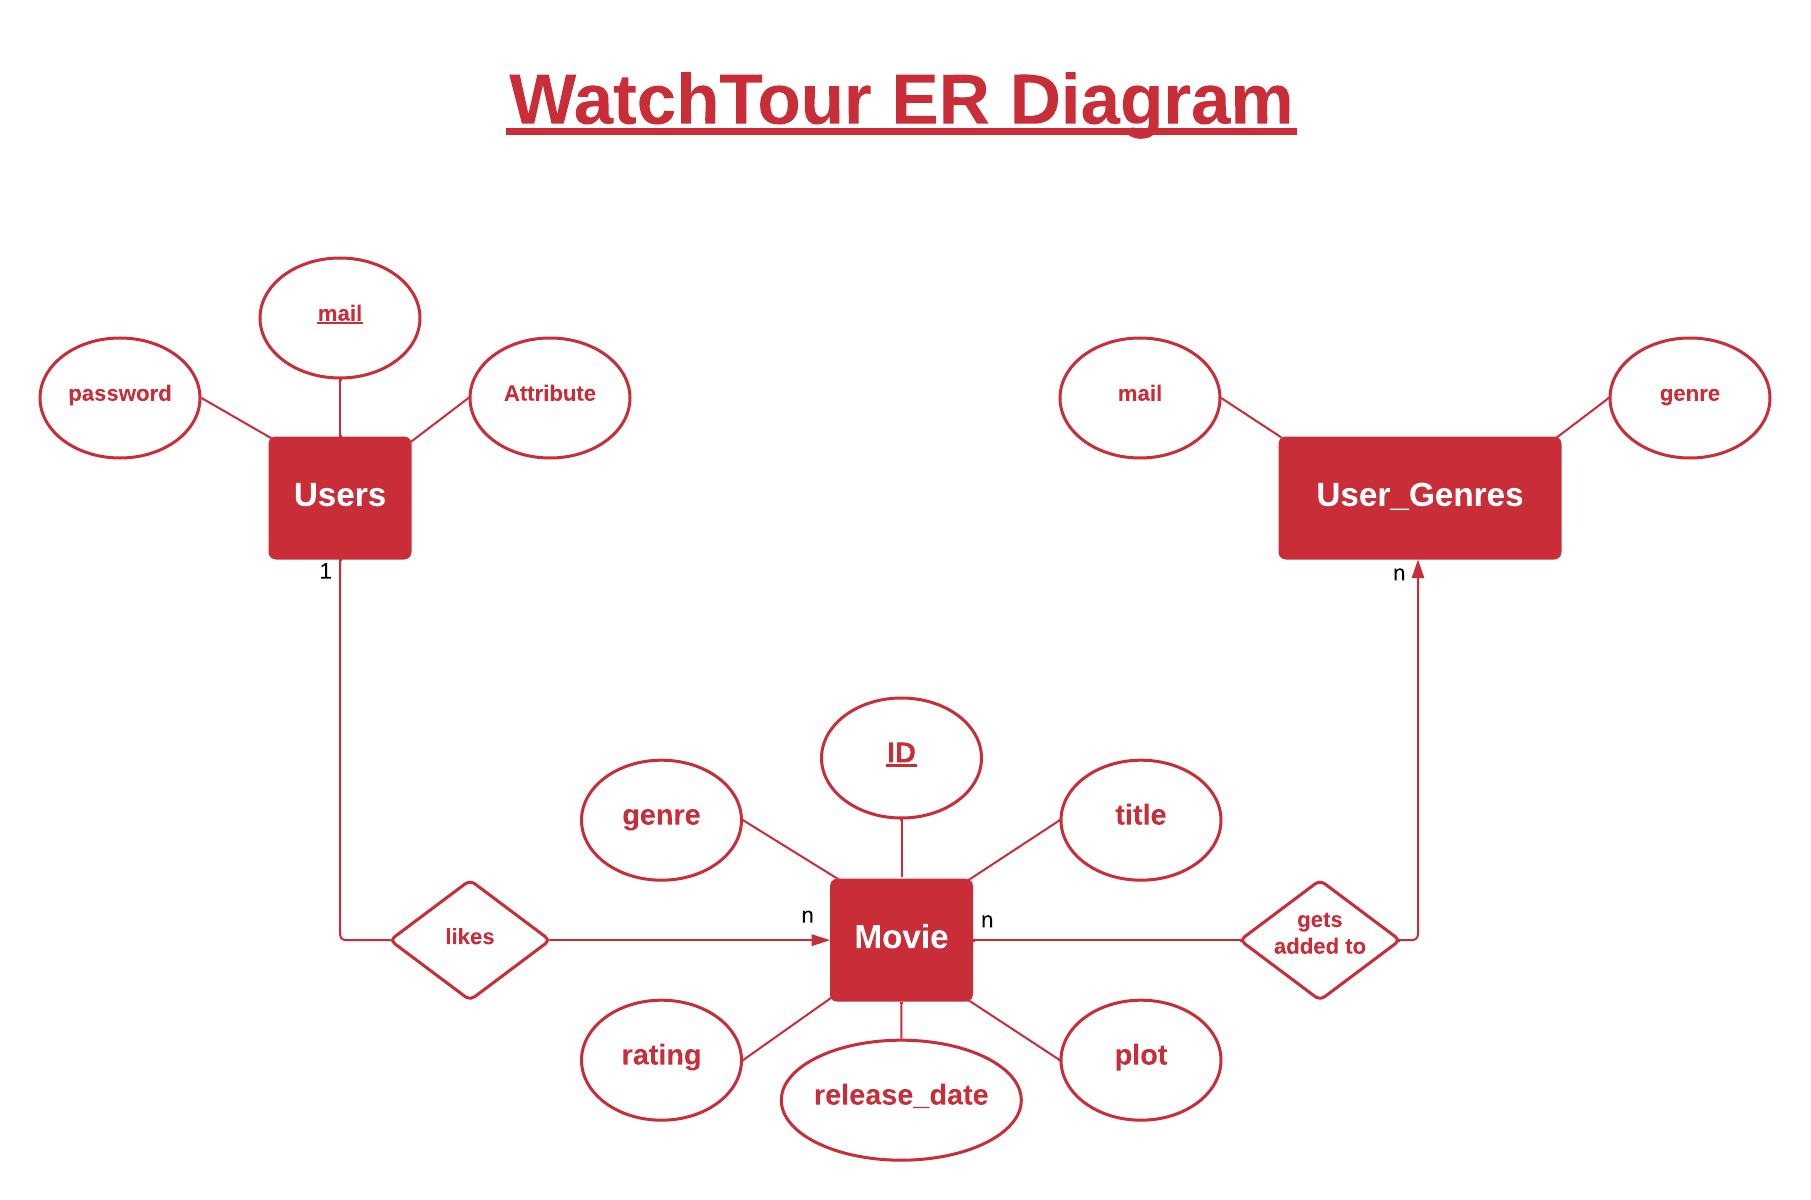 WatchTour ER Diagram
mail
password
Attribute
mail
genre
Users
User_Genres
1
n
ID
genre
title
likes
n
Movie
n
gets
added to
rating
release_date
plot